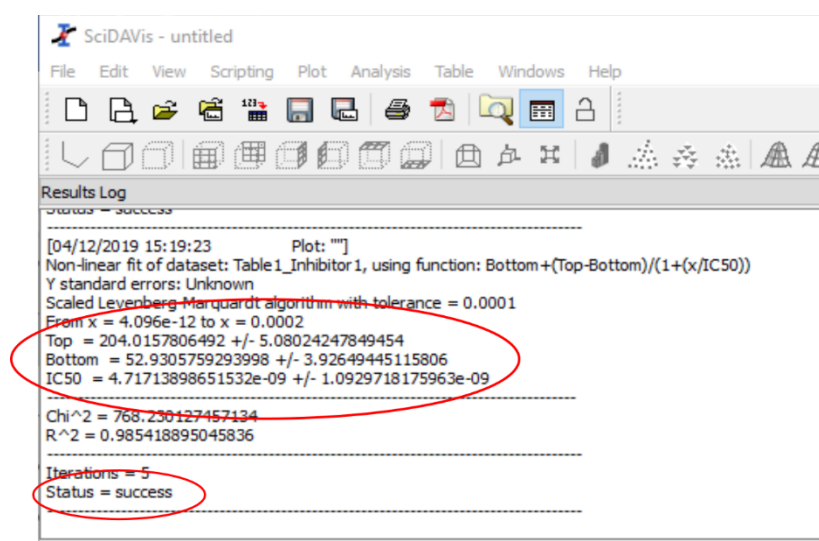 SciDAVis - untitled
File Edit View Scripting Plot Analysis Table Windows Help
123
Results Log
Status = success
[04/12/2019 15:19:23 Plot: ""]
Non-linear fit of dataset: Table1_Inhibitor1, using function: Bottom+(Top-Bottom)/(1+(x/IC50))
Y standard errors: Unknown
Scaled Levenberg-Marquardt algorithm with tolerance = 0.0001
From x = 4.096e-12 to x = 0.0002
Top = 204.0157806492 +/- 5.08024247849454
Bottom = 52.9305759293998 +/- 3.92649445115806
IC50 = 4.71713898651532e-09 +/- 1.0929718175963e-09
Chi^2 = 768.230127457134
R^2 = 0.985418895045836
Iterations = 5
Status = success